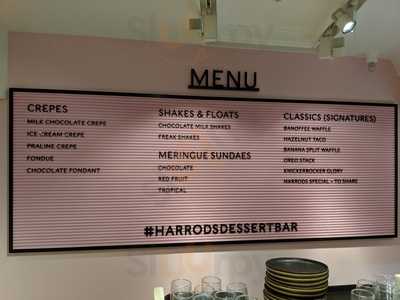 MENU
CREPES
MILK CHOCOLATE CREPE
ICE-CREAM CREPE
PRALINE CREPE
FONDUE
CHOCOLATE FONDANT
SHAKES & FLOATS
CHOCOLATE MILK SHAKES
FREAK SHAKES
MERINGUE SUNDAES
CHOCOLATE
RED FRUIT
TROPICAL
CLASSICS (SIGNATURES)
BANOFFEE WAFFLE
HAZELNUT TACO
BANANA SPLIT WAFFLE
OREO STACK
KNICKERBOCKER GLORY
HARRODS SPECIAL - TO SHARE
#HARRODSDESSERTBAR